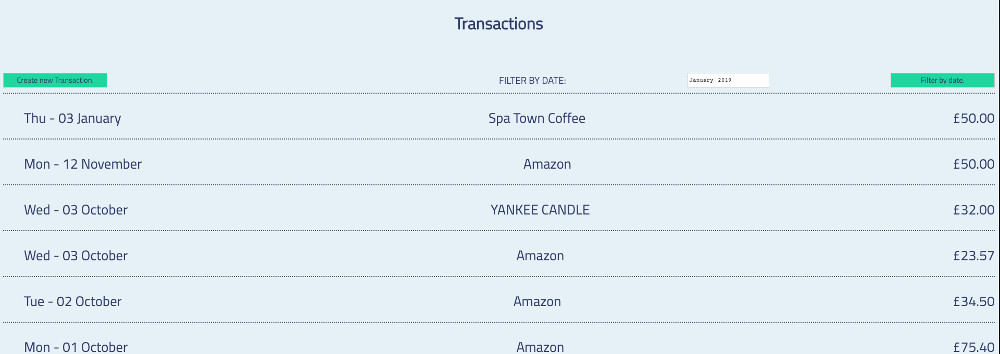 Transactions
Create new Transaction. FILTER BY DATE: January 2019 Filter by date.
Thu - 03 January Spa Town Coffee £50.00
Mon - 12 November Amazon £50.00
Wed - 03 October YANKEE CANDLE £32.00
Wed - 03 October Amazon £23.57
Tue - 02 October Amazon £34.50
Mon - 01 October Amazon £75.40